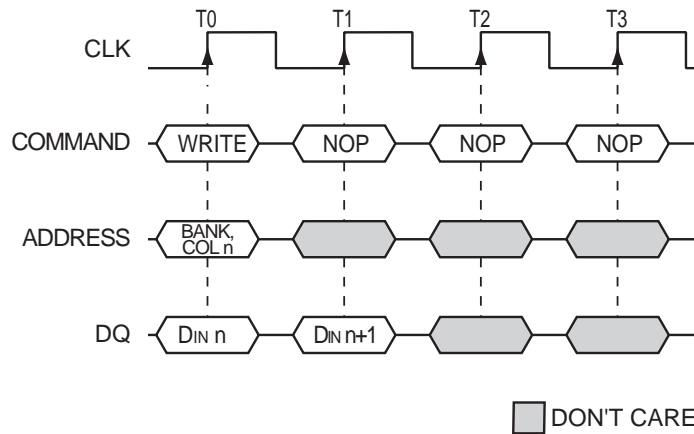 T0 T1 T2 T3
CLK
COMMAND WRITE NOP NOP NOP
ADDRESS BANK,
COL n
DQ DIN n DIN n+1
DON'T CARE